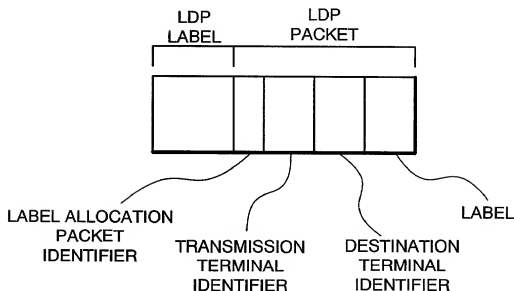 LDP
LABEL
LDP
PACKET
LABEL ALLOCATION
PACKET
IDENTIFIER
TRANSMISSION
TERMINAL
IDENTIFIER
DESTINATION
TERMINAL
IDENTIFIER
LABEL